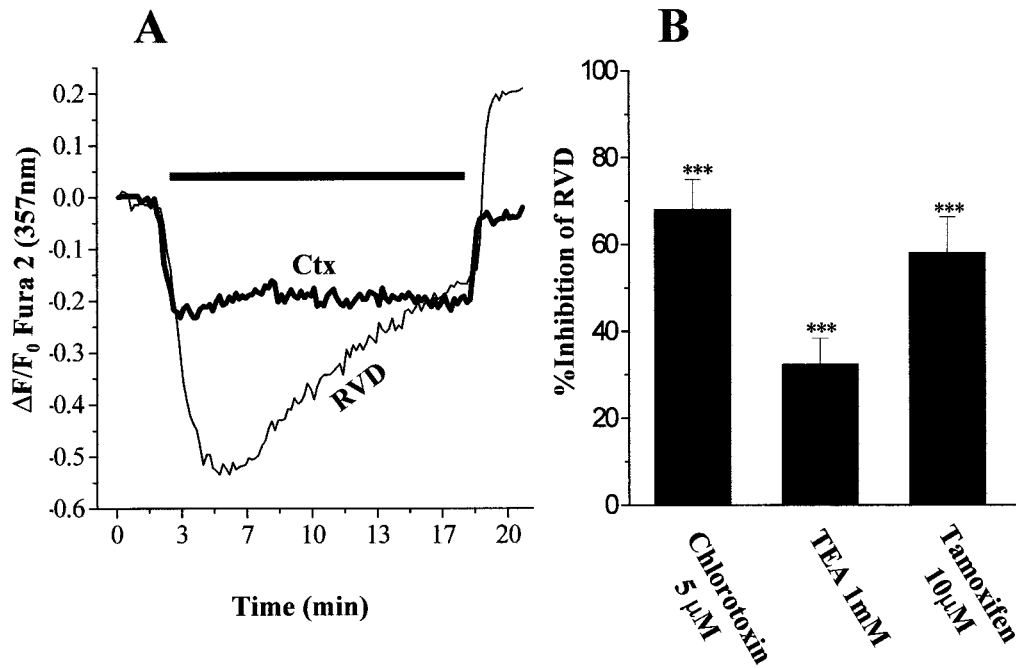 A
ΔF/F0 Fura 2 (357nm)
0.2
0.1
0.0
-0.1
-0.2
-0.3
-0.4
-0.5
-0.6
Ctx
RVD
0
3
7
10
13
17
20
Time (min)
B
%Inhibition of RVD
100
80
60
40
20
0
***
***
***
Chlorotoxin
5 µM
TEA 1mM
Tamoxifen
10µM